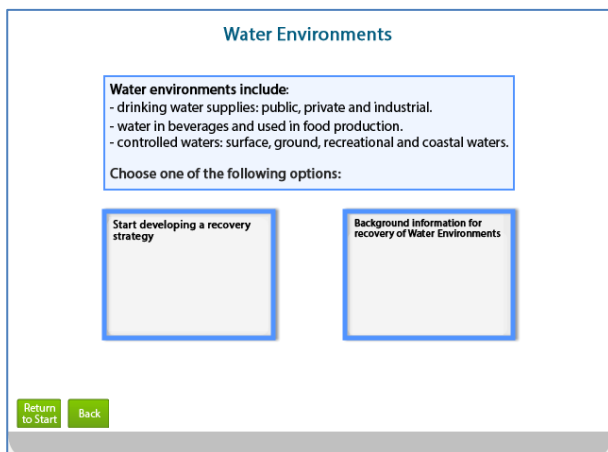 Water Environments
Water environments include:
- drinking water supplies: public, private and industrial.
- water in beverages and used in food production.
- controlled waters: surface, ground, recreational and coastal waters.
Choose one of the following options:
Start developing a recovery
strategy
Background information for
recovery of Water Environments
Return
to Start
Back